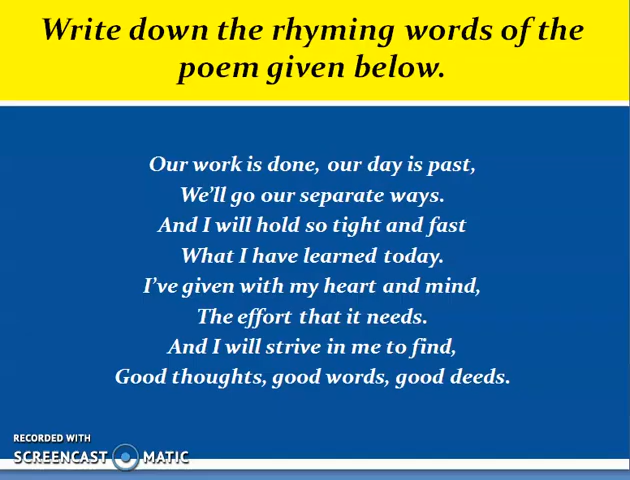 Write down the rhyming words of the
poem given below.
Our work is done, our day is past,
We'll go our separate ways.
And I will hold so tight and fast
What I have learned today.
I've given with my heart and mind,
The effort that it needs.
And I will strive in me to find,
Good thoughts, good words, good deeds.
RECORDED WITH
SCREENCAST MATIC